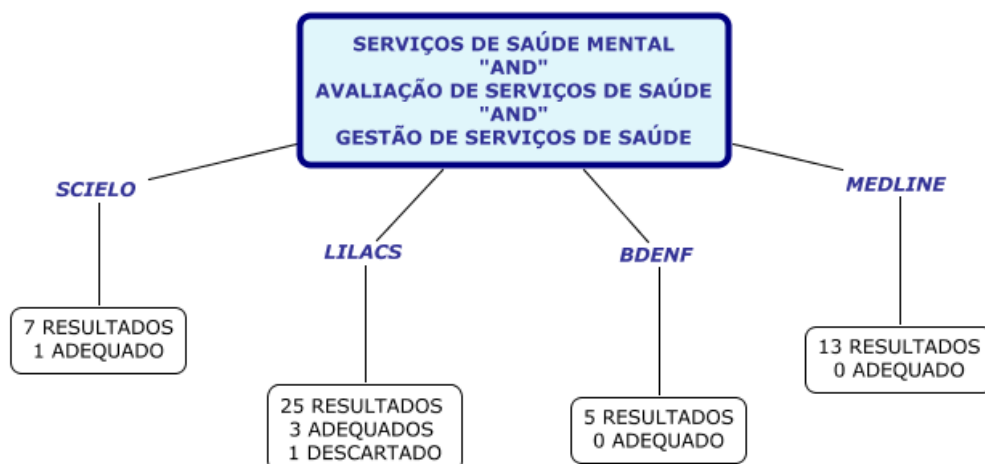 SERVIÇOS DE SAÚDE MENTAL
"AND"
AVALIAÇÃO DE SERVIÇOS DE SAÚDE
"AND"
GESTÃO DE SERVIÇOS DE SAÚDE
SCIELO
LILACS
BDENF
MEDLINE
7 RESULTADOS
1 ADEQUADO
25 RESULTADOS
3 ADEQUADOS
1 DESCARTADO
5 RESULTADOS
0 ADEQUADO
13 RESULTADOS
0 ADEQUADO